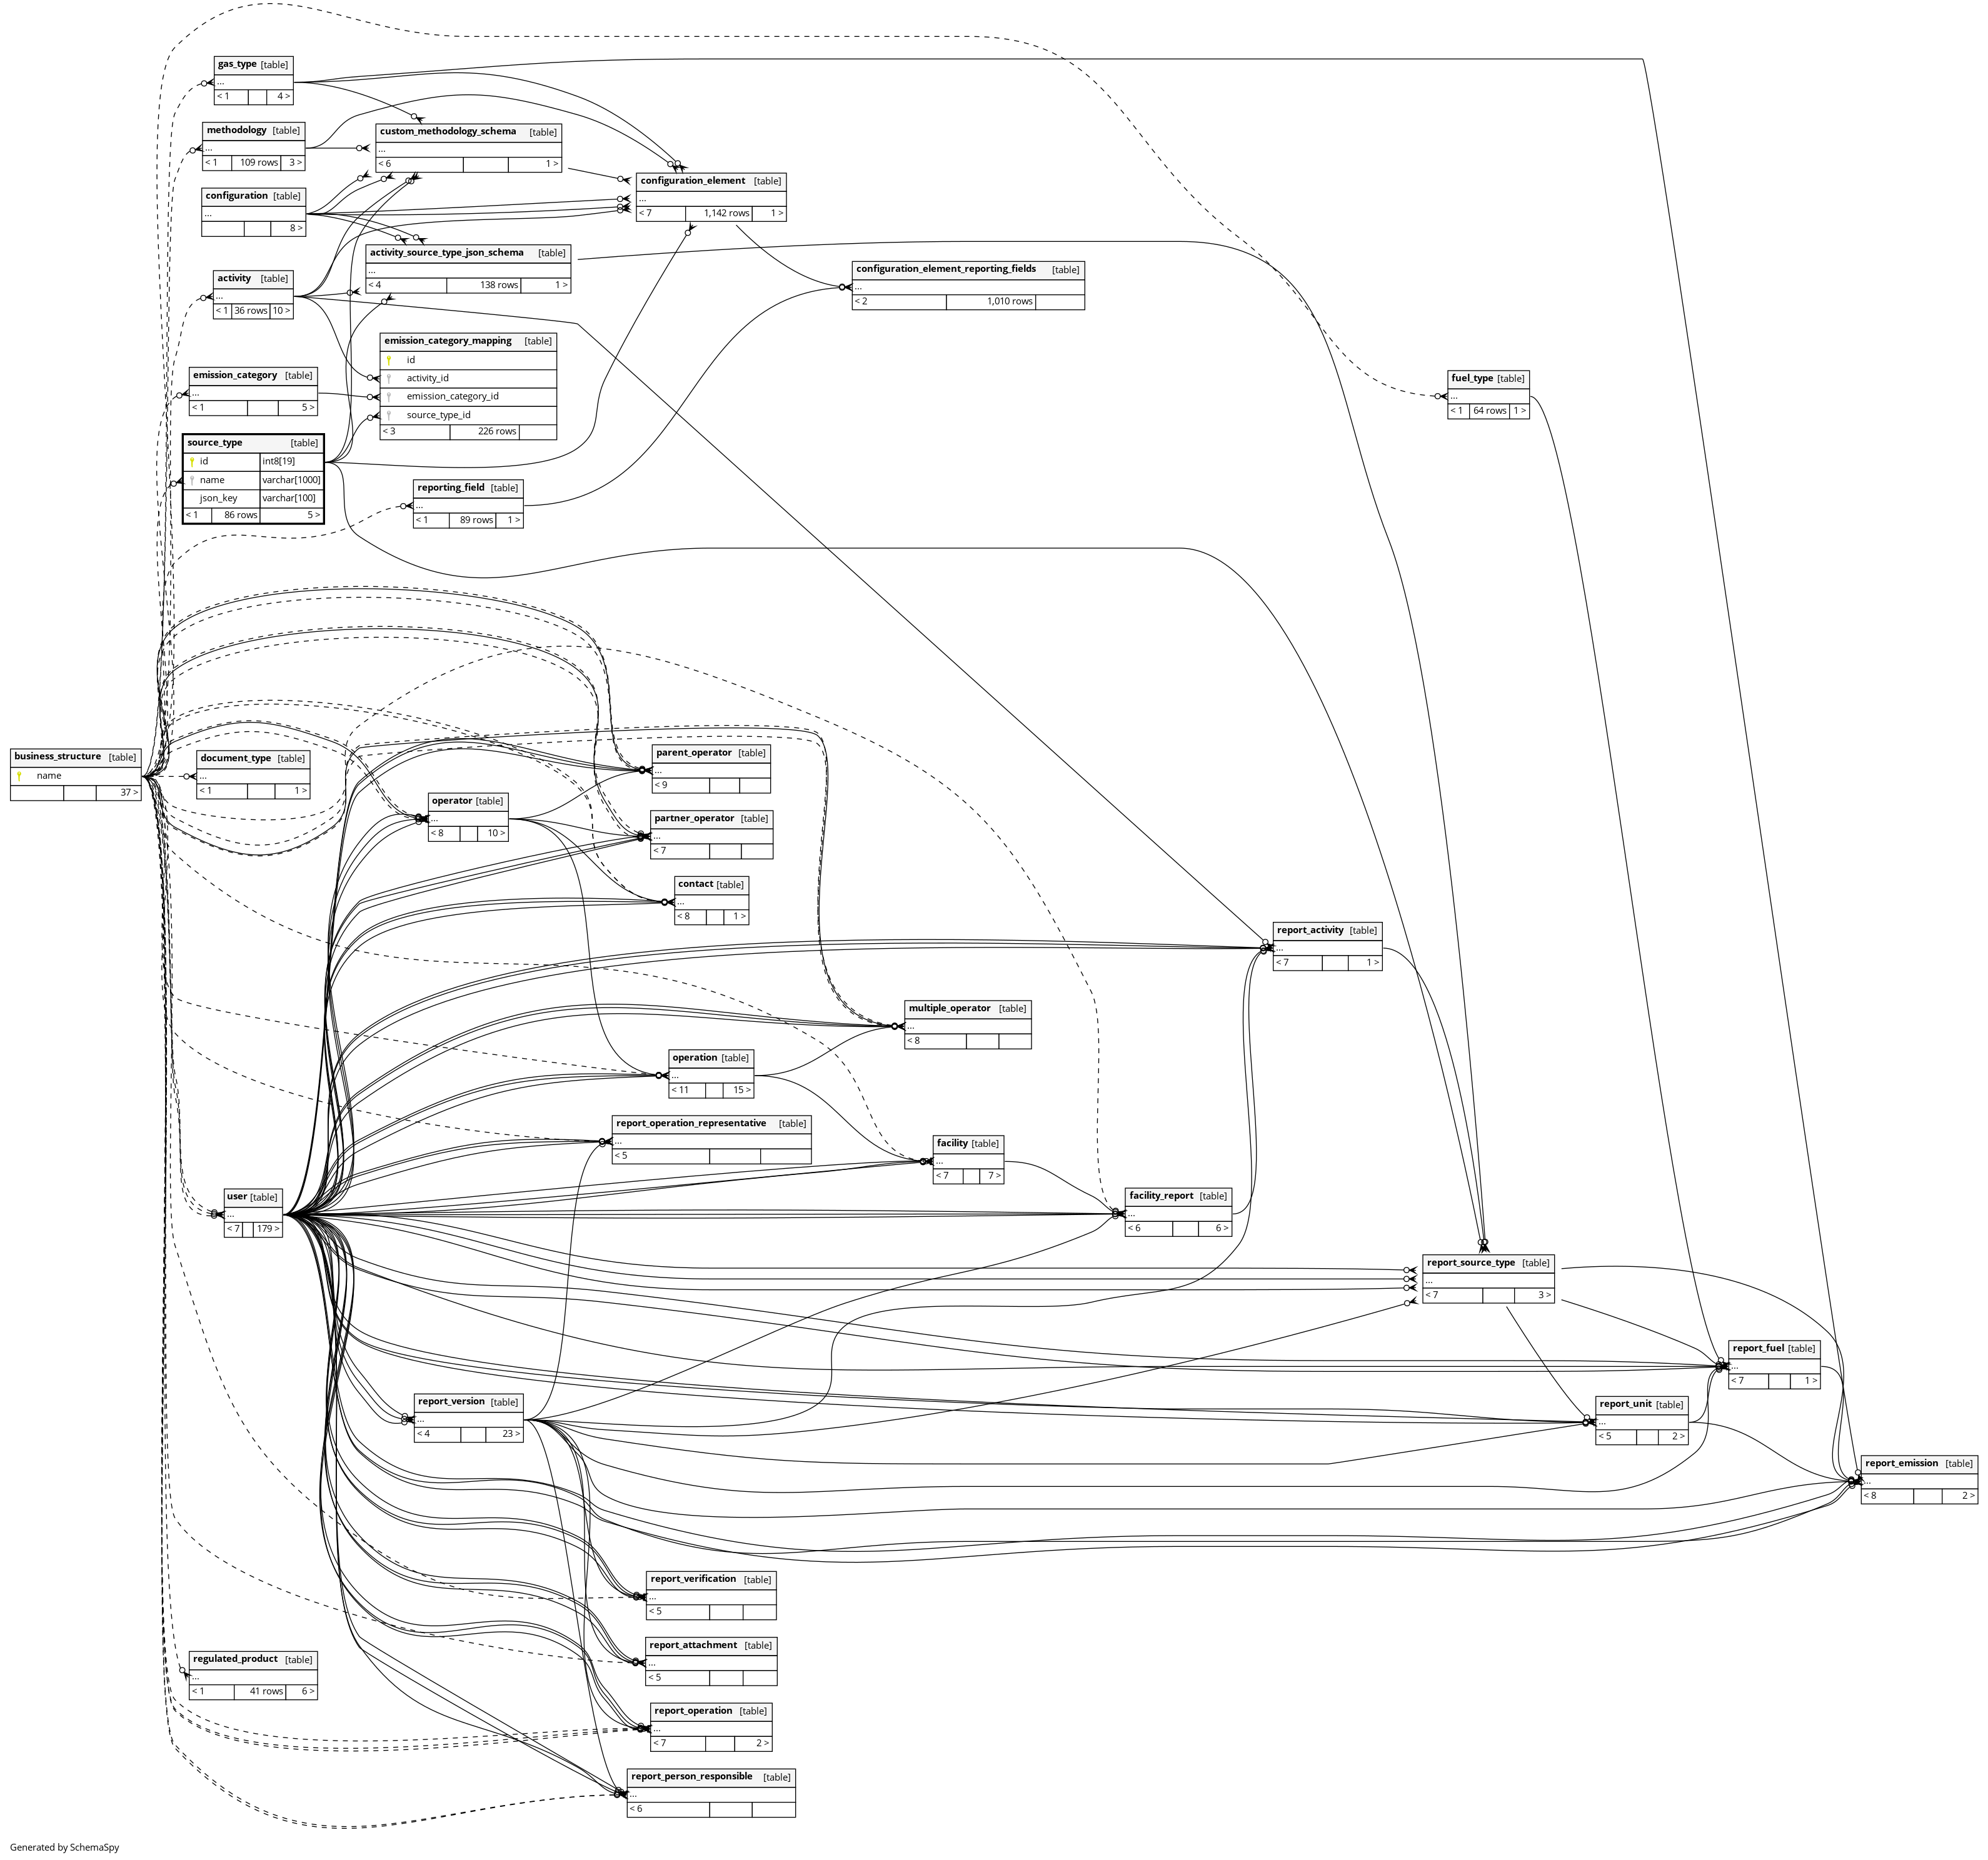 gas_type [table]
...
< 1 4 >
methodology [table]
...
< 1 109 rows 3 >
custom_methodology_schema [table]
...
< 6 1 >
configuration [table]
...
8 >
configuration_element [table]
...
< 7 1,142 rows 1 >
activity_source_type_json_schema [table]
...
< 4 138 rows 1 >
activity [table]
...
< 1 36 rows 10 >
configuration_element_reporting_fields [table]
...
< 2 1,010 rows
emission_category_mapping [table]
id
activity_id
emission_category_id
source_type_id
< 3 226 rows
emission_category [table]
...
< 1 5 >
fuel_type [table]
...
< 1 64 rows 1 >
source_type [table]
id int8[19]
name varchar[1000]
json_key varchar[100]
< 1 86 rows 5 >
reporting_field [table]
...
< 1 89 rows 1 >
business_structure [table]
name
37 >
document_type [table]
...
< 1 1 >
parent_operator [table]
...
< 9
operator [table]
...
< 8 10 >
partner_operator [table]
...
< 7
contact [table]
...
< 8 1 >
report_activity [table]
...
< 7 1 >
multiple_operator [table]
...
< 8
operation [table]
...
< 11 15 >
report_operation_representative [table]
...
< 5
facility [table]
...
< 7 7 >
user [table]
...
< 7 179 >
facility_report [table]
...
< 6 6 >
report_source_type [table]
...
< 7 3 >
report_fuel [table]
...
< 7 1 >
report_version [table]
...
< 4 23 >
report_unit [table]
...
< 5 2 >
report_emission [table]
...
< 8 2 >
report_verification [table]
...
< 5
report_attachment [table]
...
< 5
regulated_product [table]
...
< 1 41 rows 6 >
report_operation [table]
...
< 7 2 >
report_person_responsible [table]
...
< 6
Generated by SchemaSpy